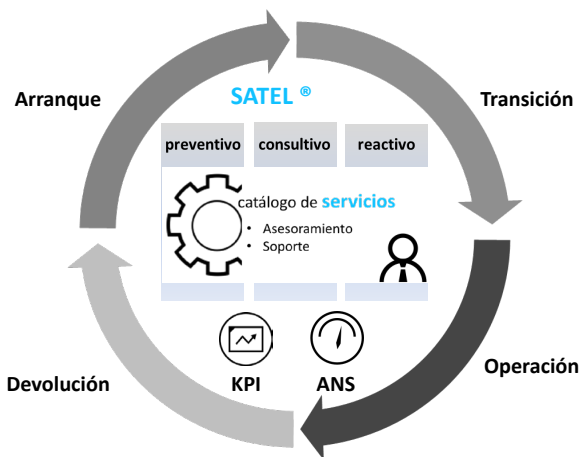 SATEL ®
Arranque
Transición
preventivo consultivo reactivo
catálogo de servicios
• Asesoramiento
• Soporte
Devolución
KPI ANS
Operación